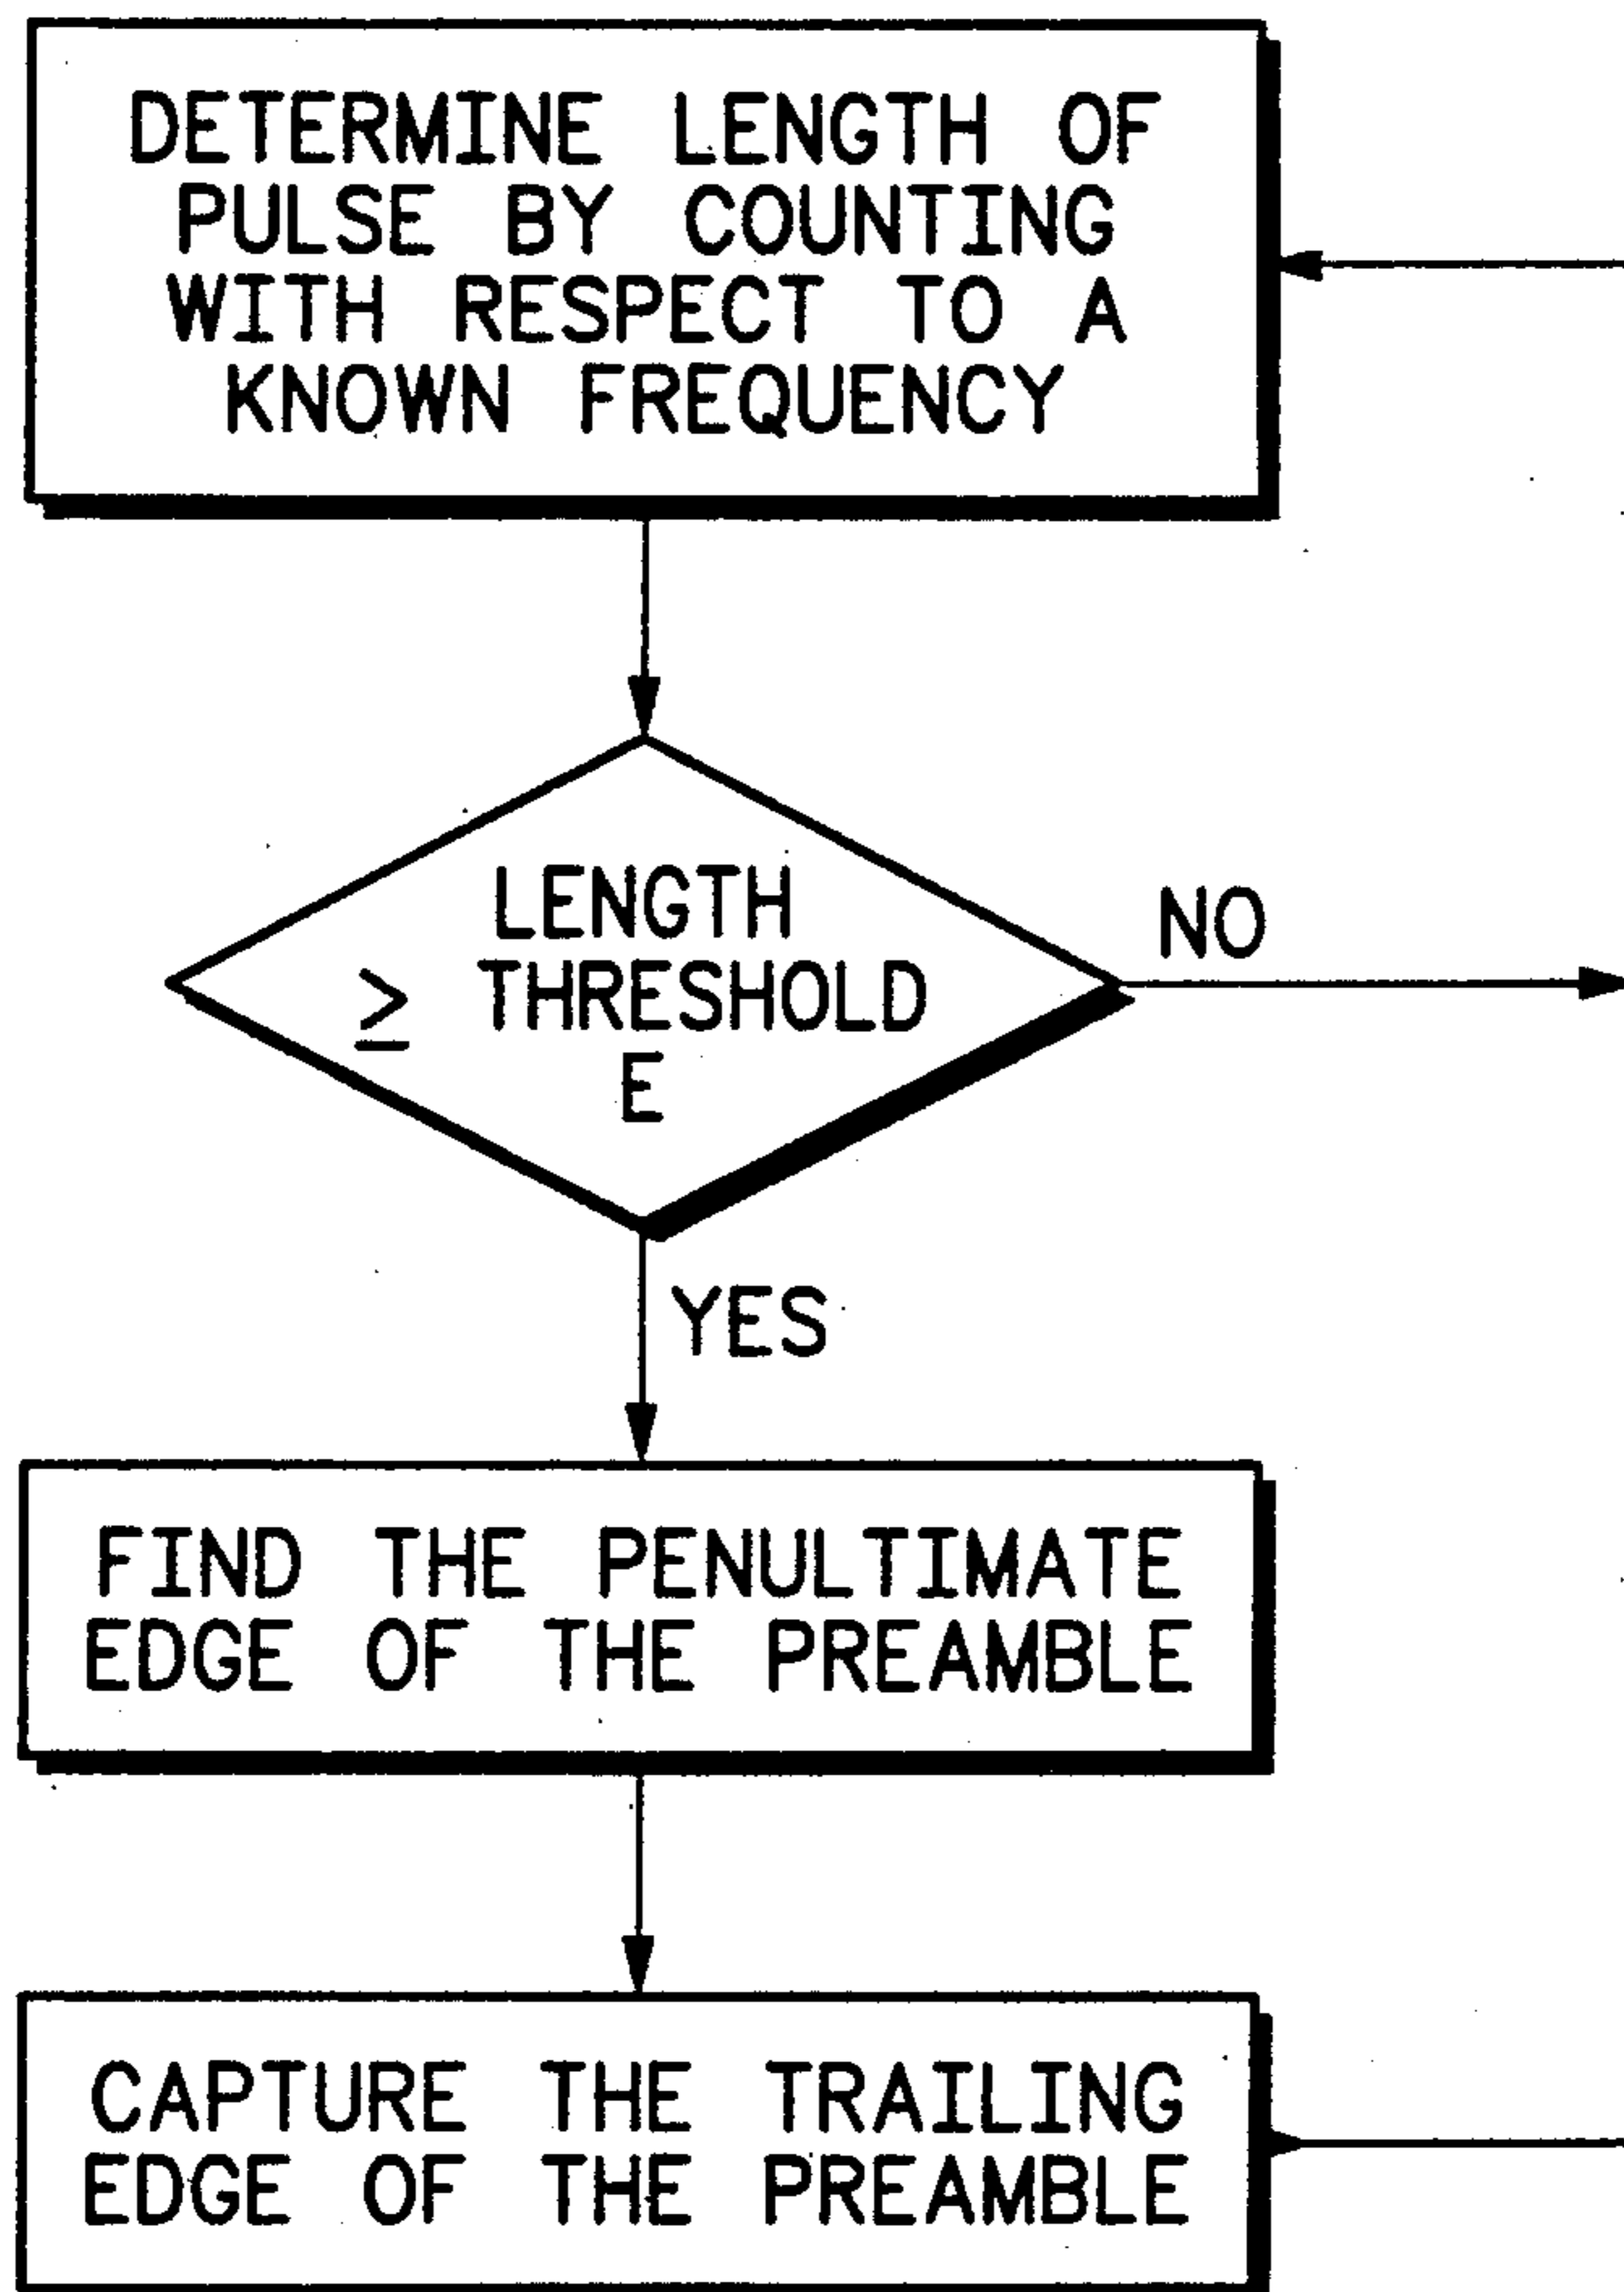 DETERMINE LENGTH OF
PULSE BY COUNTING
WITH RESPECT TO A
KNOWN FREQUENCY
LENGTH
≥ THRESHOLD
E
NO
YES
FIND THE PENULTIMATE
EDGE OF THE PREAMBLE
CAPTURE THE TRAILING
EDGE OF THE PREAMBLE